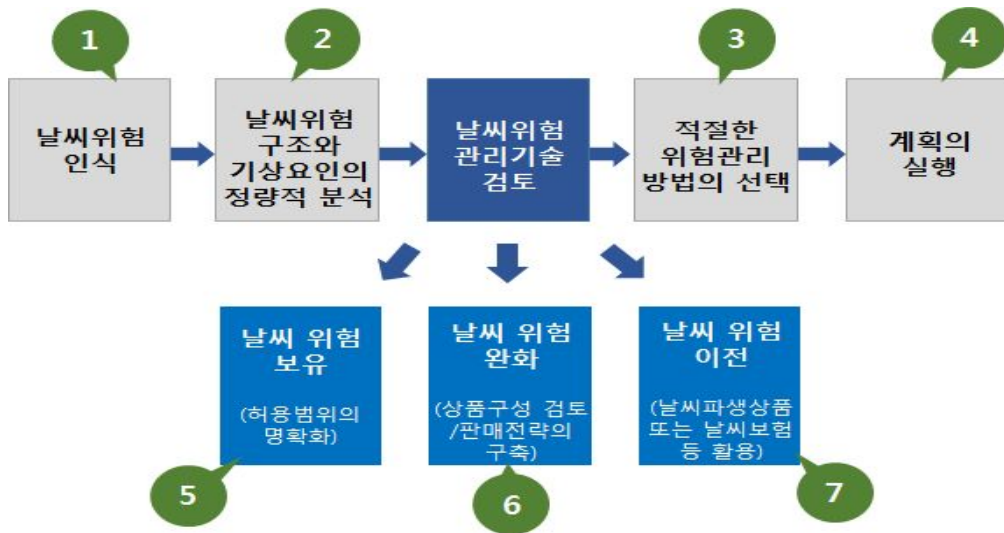 1
날씨위험
인식
2
날씨위험
구조와
기상요인의
정량적 분석
날씨위험
관리기술
검토
3
적절한
위험관리
방법의 선택
4
계획의
실행
날씨 위험
보유
(허용범위의
명확화)
5
날씨 위험
완화
(상품구성 검토
/판매전략의
구축)
6
날씨 위험
이전
(날씨파생상품
또는 날씨보험
등 활용)
7